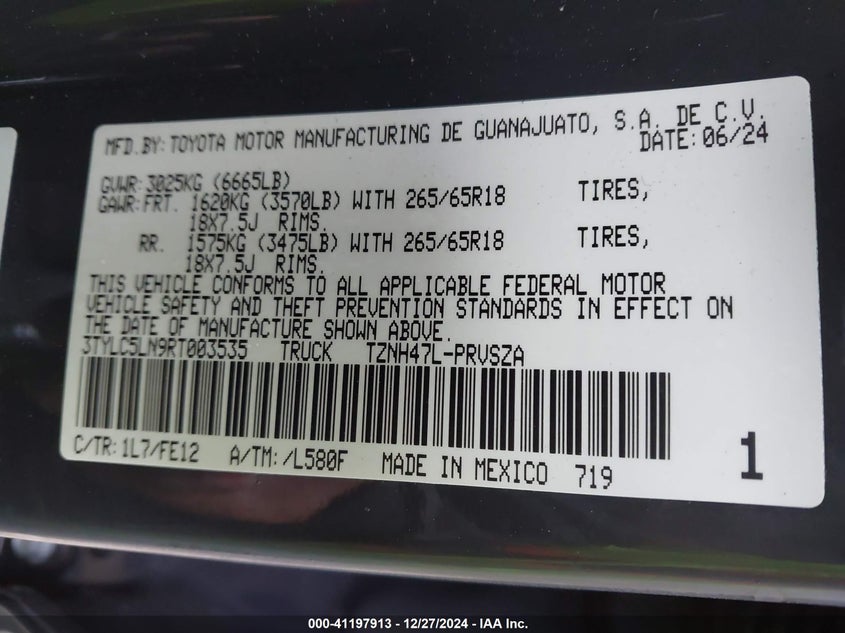 MFD.BY: TOYOTA MOTOR MANUFACTURING DE GUANAJUATO, S.A. DE C.V.
DATE: 06/24
GVWR: 3025KG (6665LB)
GAWR: FRT. 1620KG (3570LB) WITH 265/65R18 TIRES,
18X7.5J RIMS.
RR. 1575KG (3475LB) WITH 265/65R18 TIRES,
18X7.5J RIMS.
THIS VEHICLE CONFORMS TO ALL APPLICABLE FEDERAL MOTOR
VEHICLE SAFETY AND THEFT PREVENTION STANDARDS IN EFFECT ON
THE DATE OF MANUFACTURE SHOWN ABOVE.
3TYLC5LN9RT003535 TRUCK TZNH47L-PRVSZA
C/TR: 1L7/FE12 A/TM: /L580F MADE IN MEXICO 719
1
000-41197913 - 12/27/2024 - IAA Inc.